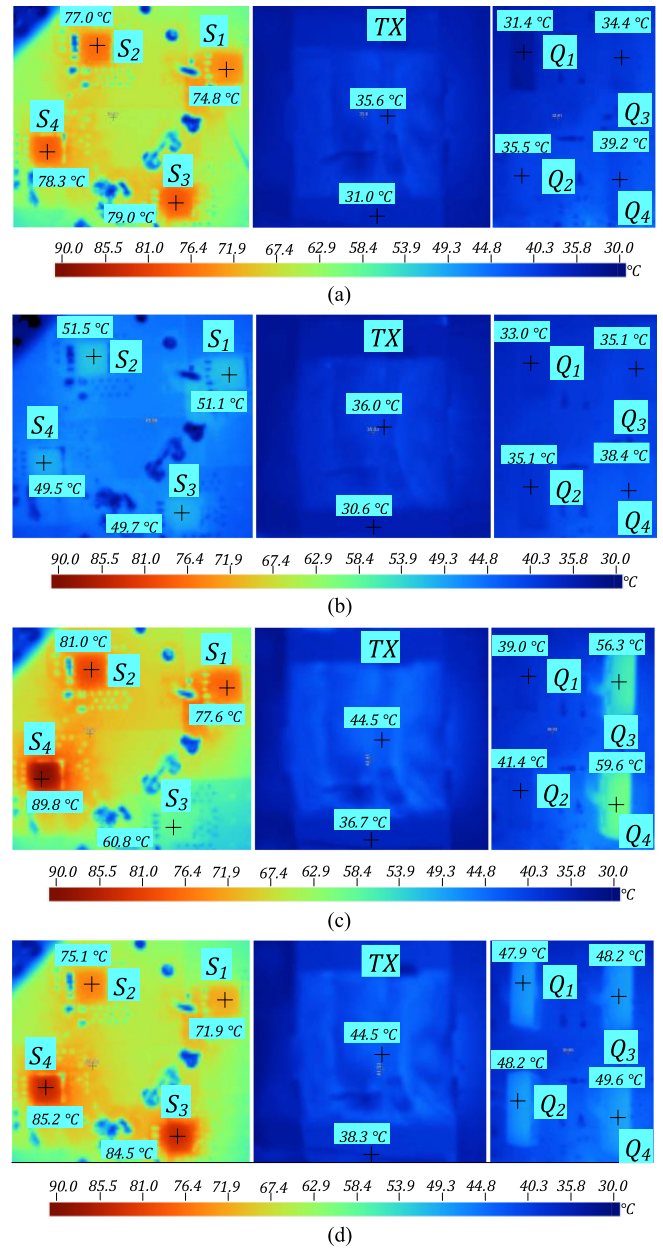 77.0 °C
S1
S2
TX
31.4 °C
34.4 °C
Q1
74.8 °C
35.6 °C
S4
Q3
35.5 °C
39.2 °C
S3
Q2
78.3 °C
79.0 °C
31.0 °C
Q4
90.0 85.5 81.0 76.4 71.9 67.4 62.9 58.4 53.9 49.3 44.8 40.3 35.8 30.0
°C
(a)
51.5 °C
S1
S2
TX
33.0 °C
35.1 °C
Q1
51.1 °C
36.0 °C
S4
Q3
35.1 °C
38.4 °C
49.5 °C
S3
Q2
49.7 °C
30.6 °C
Q4
90.0 85.5 81.0 76.4 71.9 67.4 62.9 58.4 53.9 49.3 44.8 40.3 35.8 30.0
°C
(b)
81.0 °C
S1
S2
TX
39.0 °C
56.3 °C
Q1
77.6 °C
44.5 °C
S4
Q3
41.4 °C
59.6 °C
89.8 °C
S3
Q2
60.8 °C
36.7 °C
Q4
90.0 85.5 81.0 76.4 71.9 67.4 62.9 58.4 53.9 49.3 44.8 40.3 35.8 30.0
°C
(c)
75.1 °C
S1
S2
TX
47.9 °C
48.2 °C
Q1
71.9 °C
44.5 °C
S4
Q3
48.2 °C
49.6 °C
85.2 °C
S3
Q2
84.5 °C
38.3 °C
Q4
90.0 85.5 81.0 76.4 71.9 67.4 62.9 58.4 53.9 49.3 44.8 40.3 35.8 30.0
°C
(d)